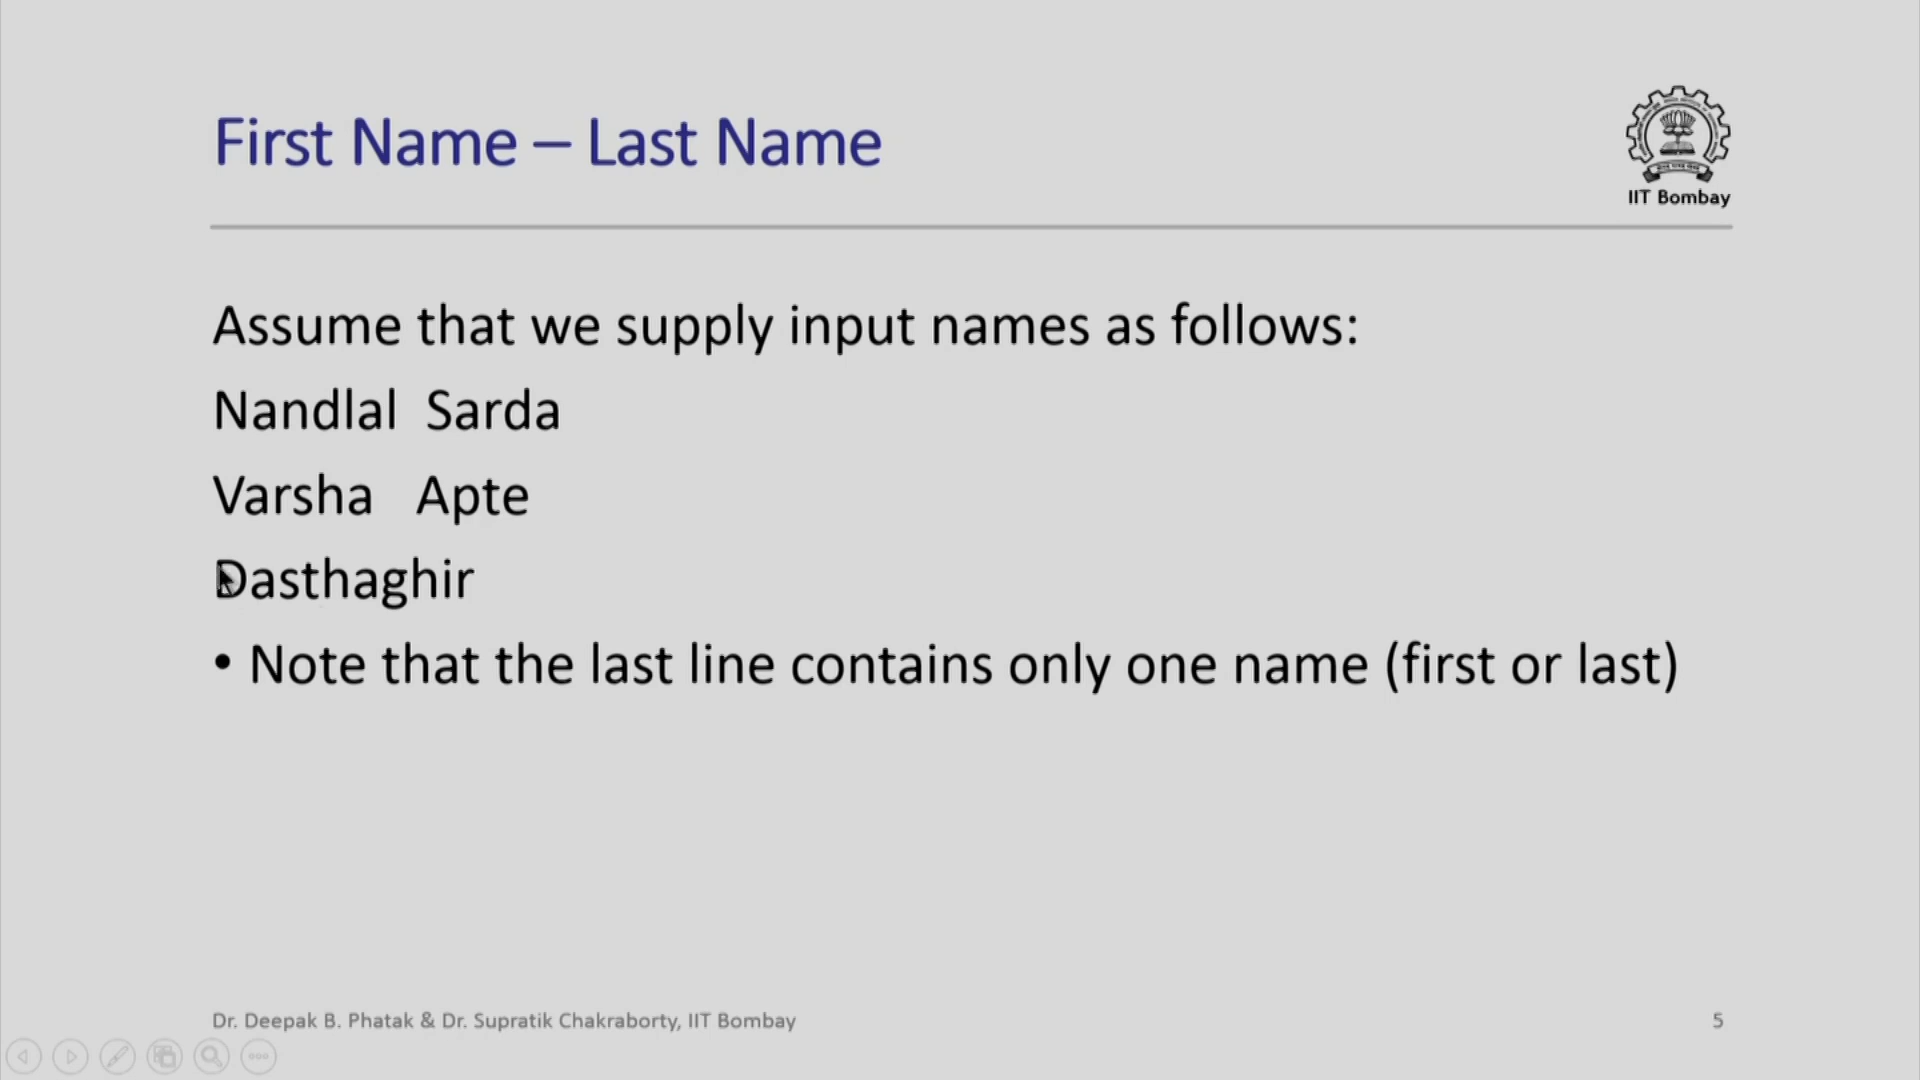 First Name – Last Name
IIT Bombay
Assume that we supply input names as follows:
Nandlal  Sarda
Varsha   Apte
Dasthaghir
• Note that the last line contains only one name (first or last)
Dr. Deepak B. Phatak & Dr. Supratik Chakraborty, IIT Bombay
5